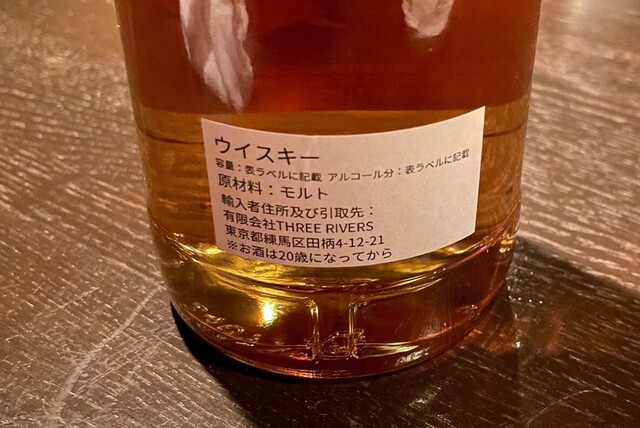 ウイスキー
容量：表ラベルに記載 アルコール分：表ラベルに記載
原材料：モルト
輸入者住所及び引取先：
有限会社THREE RIVERS
東京都練馬区田柄4-12-21
※お酒は20歳になってから